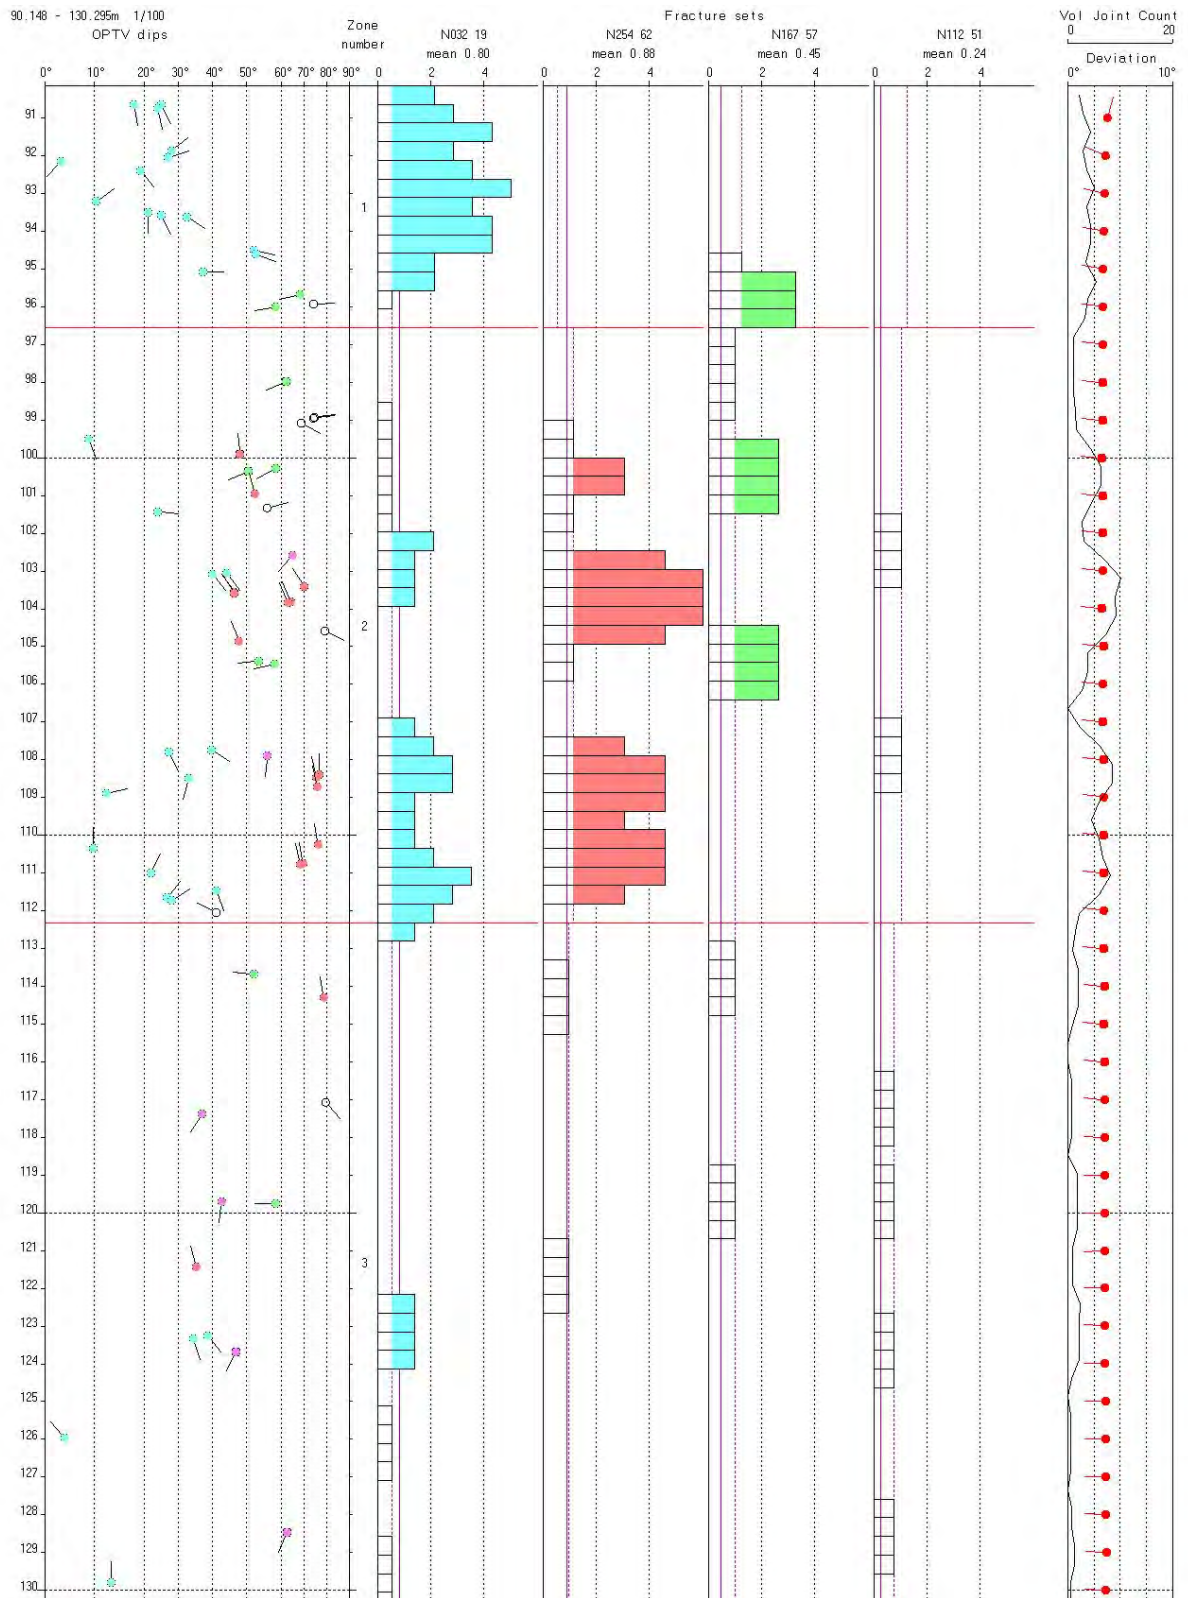 90.148 - 130.295m 1/100
Fracture sets
Vol Joint Count
OPTV dips
Zone
number
N032 19
mean 0.80
N254 62
mean 0.88
N167 57
mean 0.45
N112 51
mean 0.24
0 20
Deviation
0 10° 20° 30° 40° 50° 60° 70° 80 90
0 2 4
0 2 4
0 2 4
0 2 4
0° 10°
91
92
93
1
94
95
96
97
98
99
100
101
102
103
104
2
105
106
107
108
109
110
111
112
113
114
115
116
117
118
119
120
121
3
122
123
124
125
126
127
128
129
130